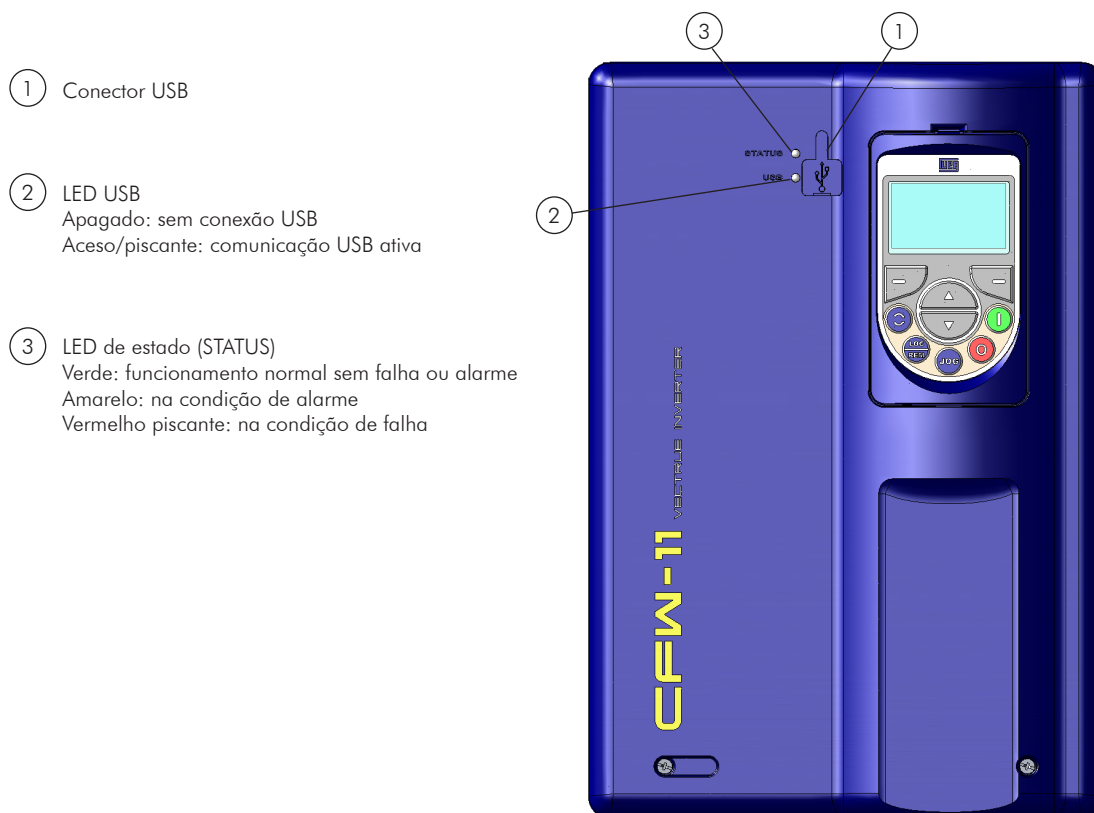 3
1
1 Conector USB
2 LED USB
Apagado: sem conexão USB
Aceso/piscante: comunicação USB ativa
3 LED de estado (STATUS)
Verde: funcionamento normal sem falha ou alarme
Amarelo: na condição de alarme
Vermelho piscante: na condição de falha
STATUS
USB
2
WEG
LOC
REM
JOG
VECTRUE INVERTER
CFW-11